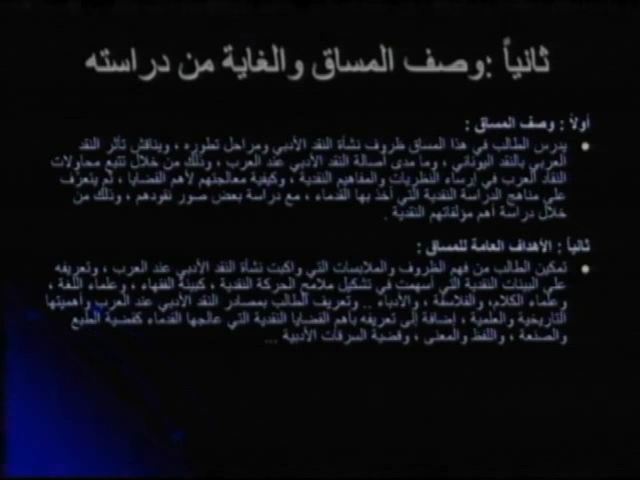 ثانياً :وصف المساق والغاية من دراسته
أولاً : وصف المساق :
يدرس الطالب في هذا المساق ظروف نشأة النقد الأدبي ومراحل تطوره ، ويناقش تأثر النقد
العربي بالنقد اليوناني ، وما مدى أصالة النقد الأدبي عند العرب ، وذلك من خلال تتبع محاولات
النقاد العرب في إرساء النظريات والمفاهيم النقدية ، وكيفية معالجتهم لأهم القضايا ، ثم يتعرف
على مناهج الدراسة النقدية التي أخذ بها القدماء ، مع دراسة بعض صور نقودهم ، وذلك من
خلال دراسة أهم مؤلفاتهم النقدية .
ثانياً : الأهداف العامة للمساق :
تمكين الطالب من فهم الظروف والملابسات التي واكبت نشأة النقد الأدبي عند العرب ، وتعريفه
على البيئات النقدية التي أسهمت في تشكيل ملامح الحركة النقدية ، كبيئة الفقهاء ، وعلماء اللغة ،
وعلماء الكلام، والفلاسفة ، والأدباء .. وتعريف الطالب بمصادر النقد الأدبي عند العرب وأهميتها
التاريخية والعلمية ، إضافة إلى تعريفه بأهم القضايا النقدية التي عالجها القدماء كقضية الطبع
والصنعة ، واللفظ والمعنى ، وقضية السرقات الأدبية ...